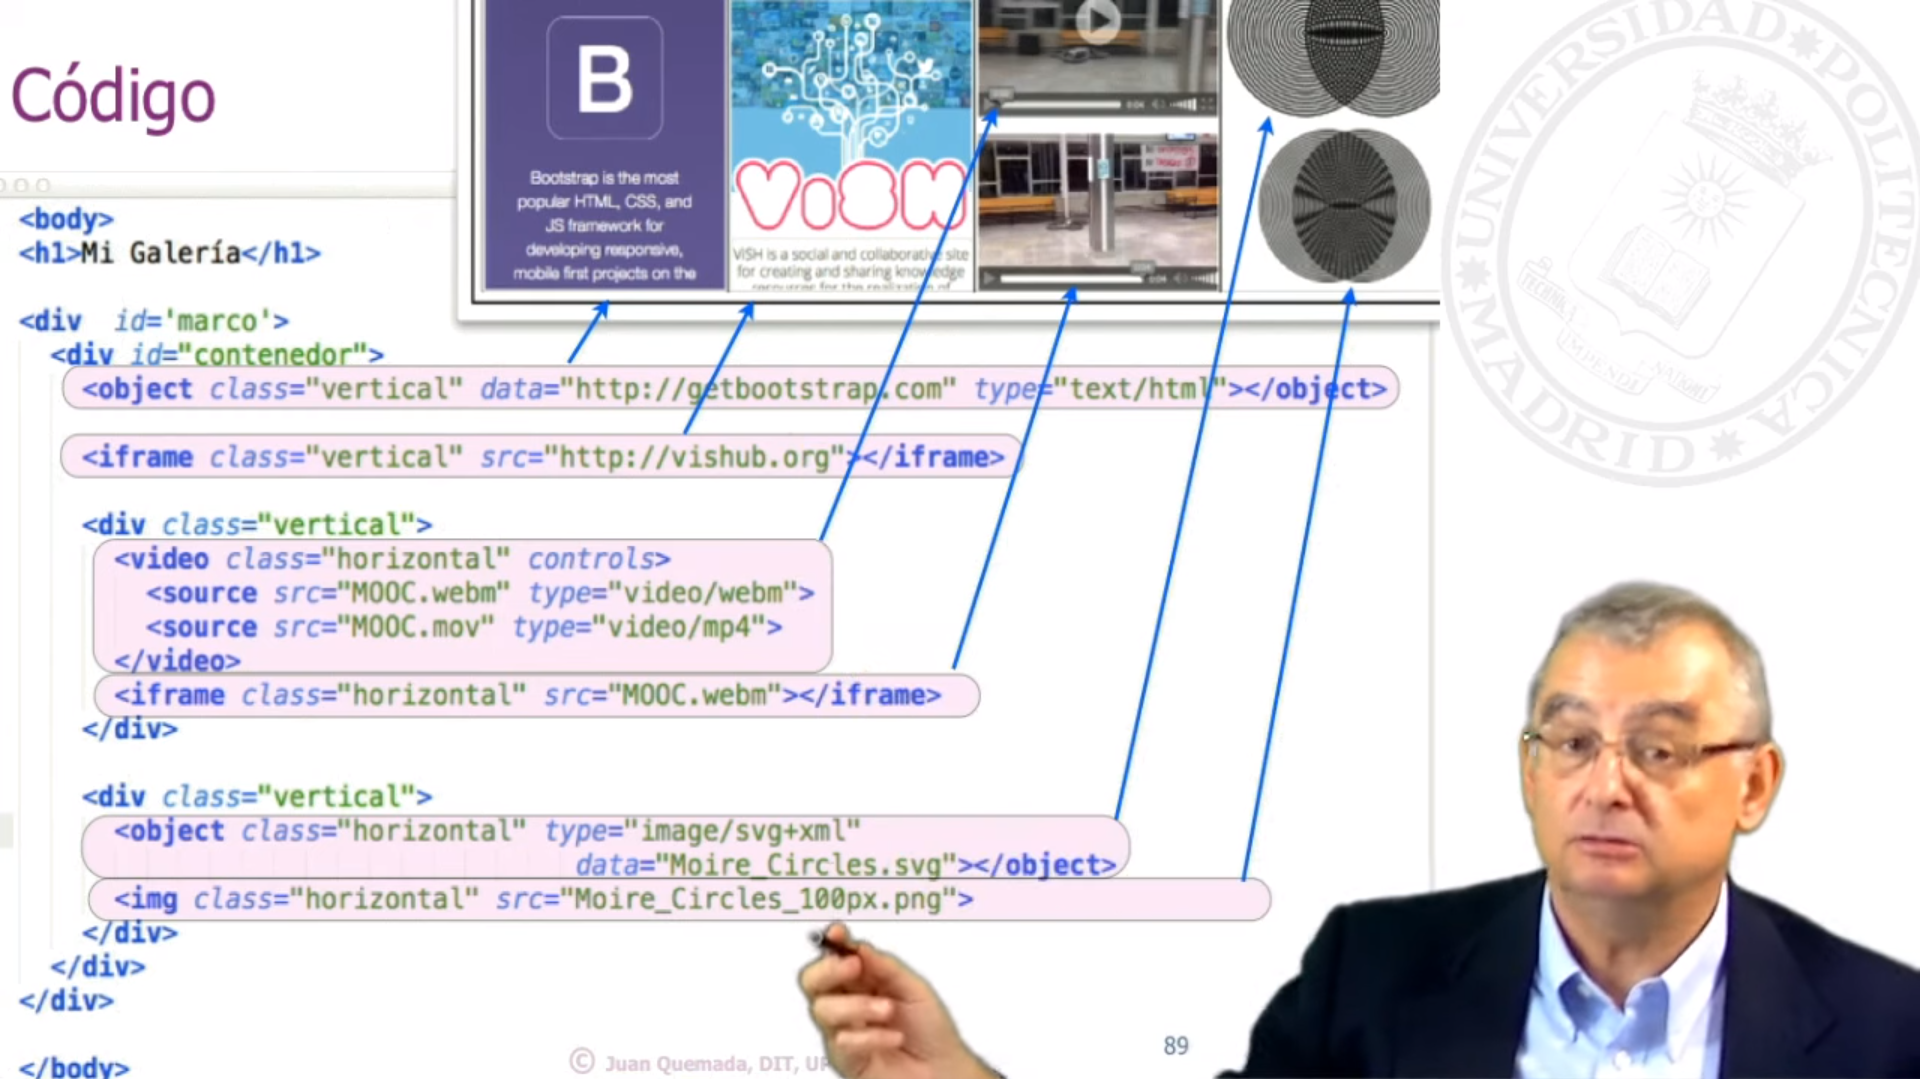 Código
B
Bootstrap is the most
popular HTML, CSS, and
JS framework for
developing responsive,
mobile first projects on the
ViSH
ViSH is a social and collaborative site
for creating and sharing knowledge
resources for the realization of
<body>
<h1>Mi Galería</h1>
<div id='marco'>
<div id="contenedor">
<object class="vertical" data="http://getbootstrap.com" type="text/html"></object>
<iframe class="vertical" src="http://vishub.org"></iframe>
<div class="vertical">
<video class="horizontal" controls>
<source src="MOOC.webm" type="video/webm">
<source src="MOOC.mov" type="video/mp4">
</video>
<iframe class="horizontal" src="MOOC.webm"></iframe>
</div>
<div class="vertical">
<object class="horizontal" type="image/svg+xml"
data="Moire_Circles.svg"></object>
<img class="horizontal" src="Moire_Circles_100px.png">
</div>
</div>
</div>
</body>
© Juan Quemada, DIT,
89
UNIVERSIDAD POLITECNICA
MADRID